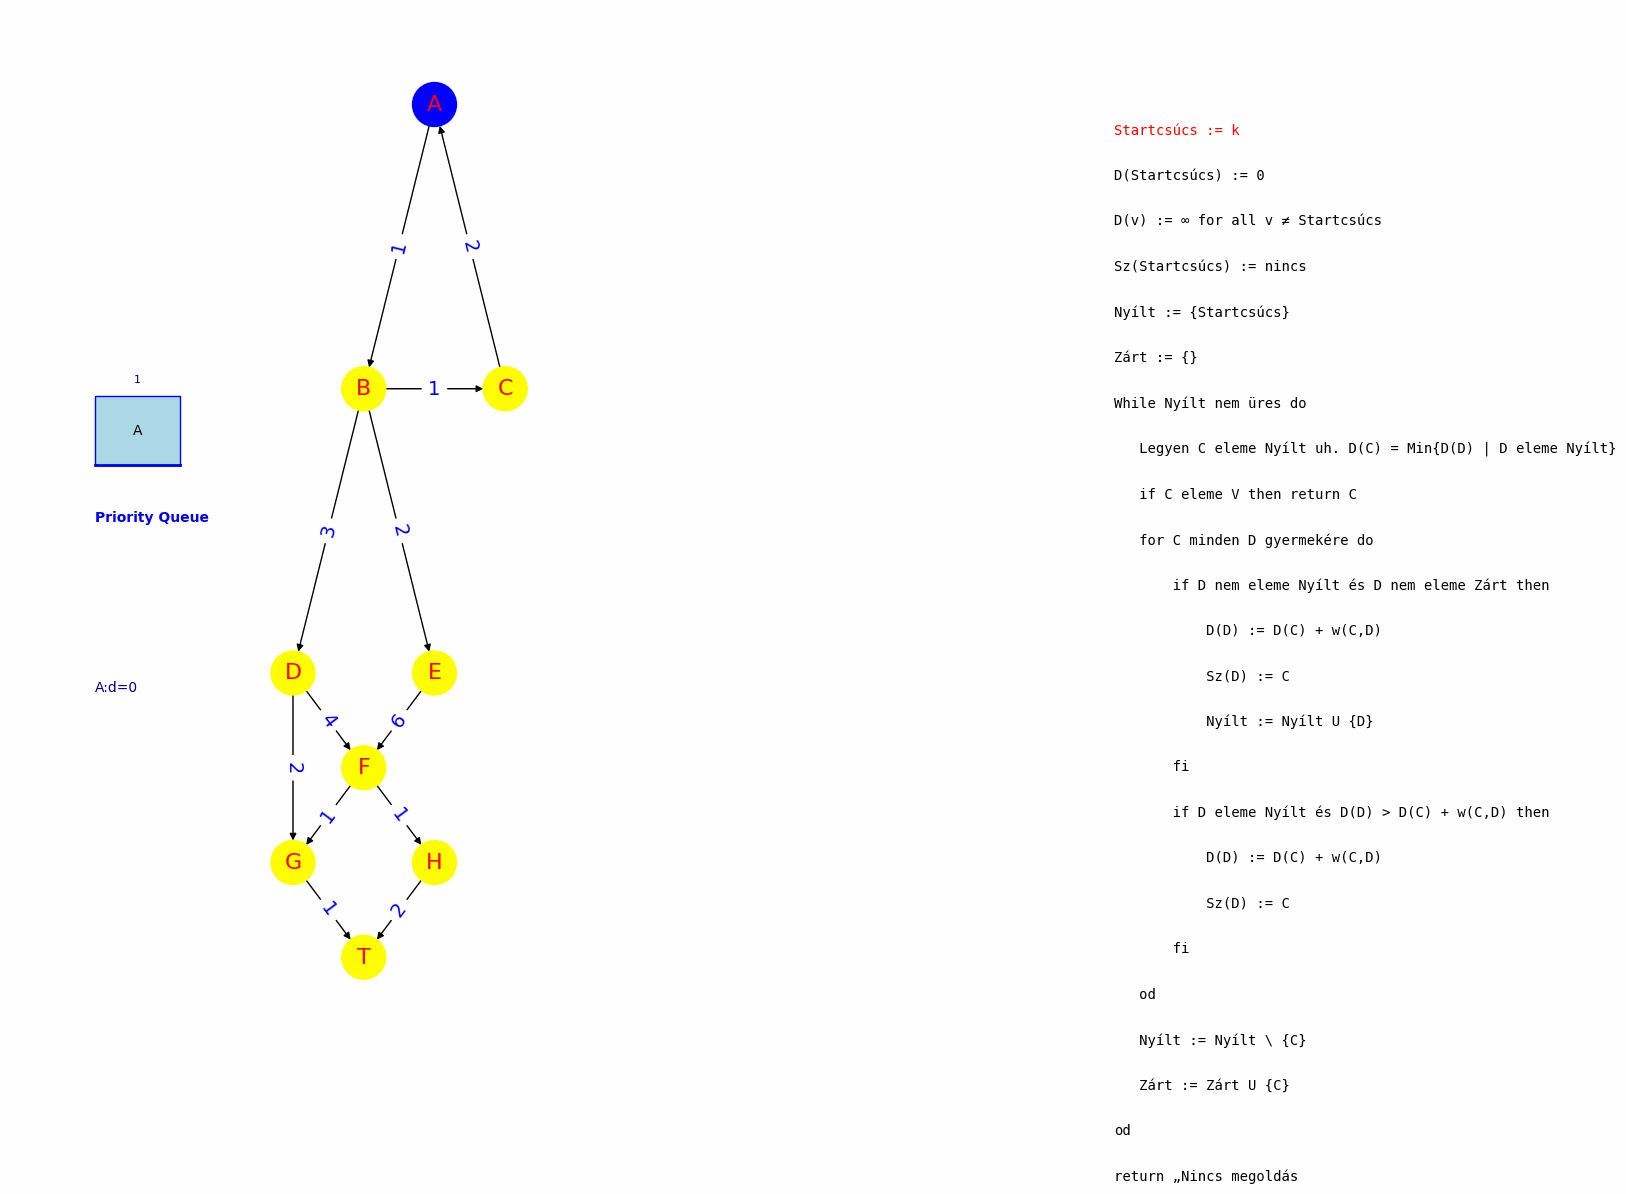 A
1
2
B
1
C
1
A
Priority Queue
3
2
D
E
A:d=0
4
6
F
2
1
1
G
H
1
2
T
Startcsúcs := k
D(Startcsúcs) := 0
D(v) := ∞ for all v ≠ Startcsúcs
Sz(Startcsúcs) := nincs
Nyílt := {Startcsúcs}
Zárt := {}
While Nyílt nem üres do
Legyen C eleme Nyílt uh. D(C) = Min{D(D) | D eleme Nyílt}
if C eleme V then return C
for C minden D gyermekére do
if D nem eleme Nyílt és D nem eleme Zárt then
D(D) := D(C) + w(C,D)
Sz(D) := C
Nyílt := Nyílt U {D}
fi
if D eleme Nyílt és D(D) > D(C) + w(C,D) then
D(D) := D(C) + w(C,D)
Sz(D) := C
fi
od
Nyílt := Nyílt \ {C}
Zárt := Zárt U {C}
od
return „Nincs megoldás